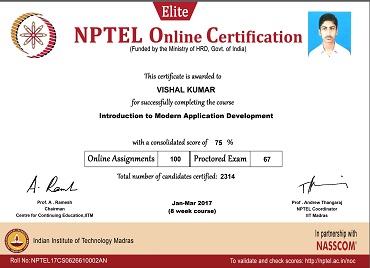 Elite
NPTEL Online Certification
(Funded by the Ministry of HRD, Govt. of India)
This certificate is awarded to
VISHAL KUMAR
for successfully completing the course
Introduction to Modern Application Development
with a consolidated score of 75 %
Online Assignments 100 Proctored Exam 67
Total number of candidates certified: 2314
Prof. A . Ramesh
Chairman
Centre for Continuing Education,IITM
Jan-Mar 2017
(8 week course)
Prof . Andrew Thangaraj
NPTEL Coordinator
IIT Madras
Indian Institute of Technology Madras
In partnership with
NASSCOM
Roll No: NPTEL17CS0626610002AN
To validate and check scores: http://nptel.ac.in/noc